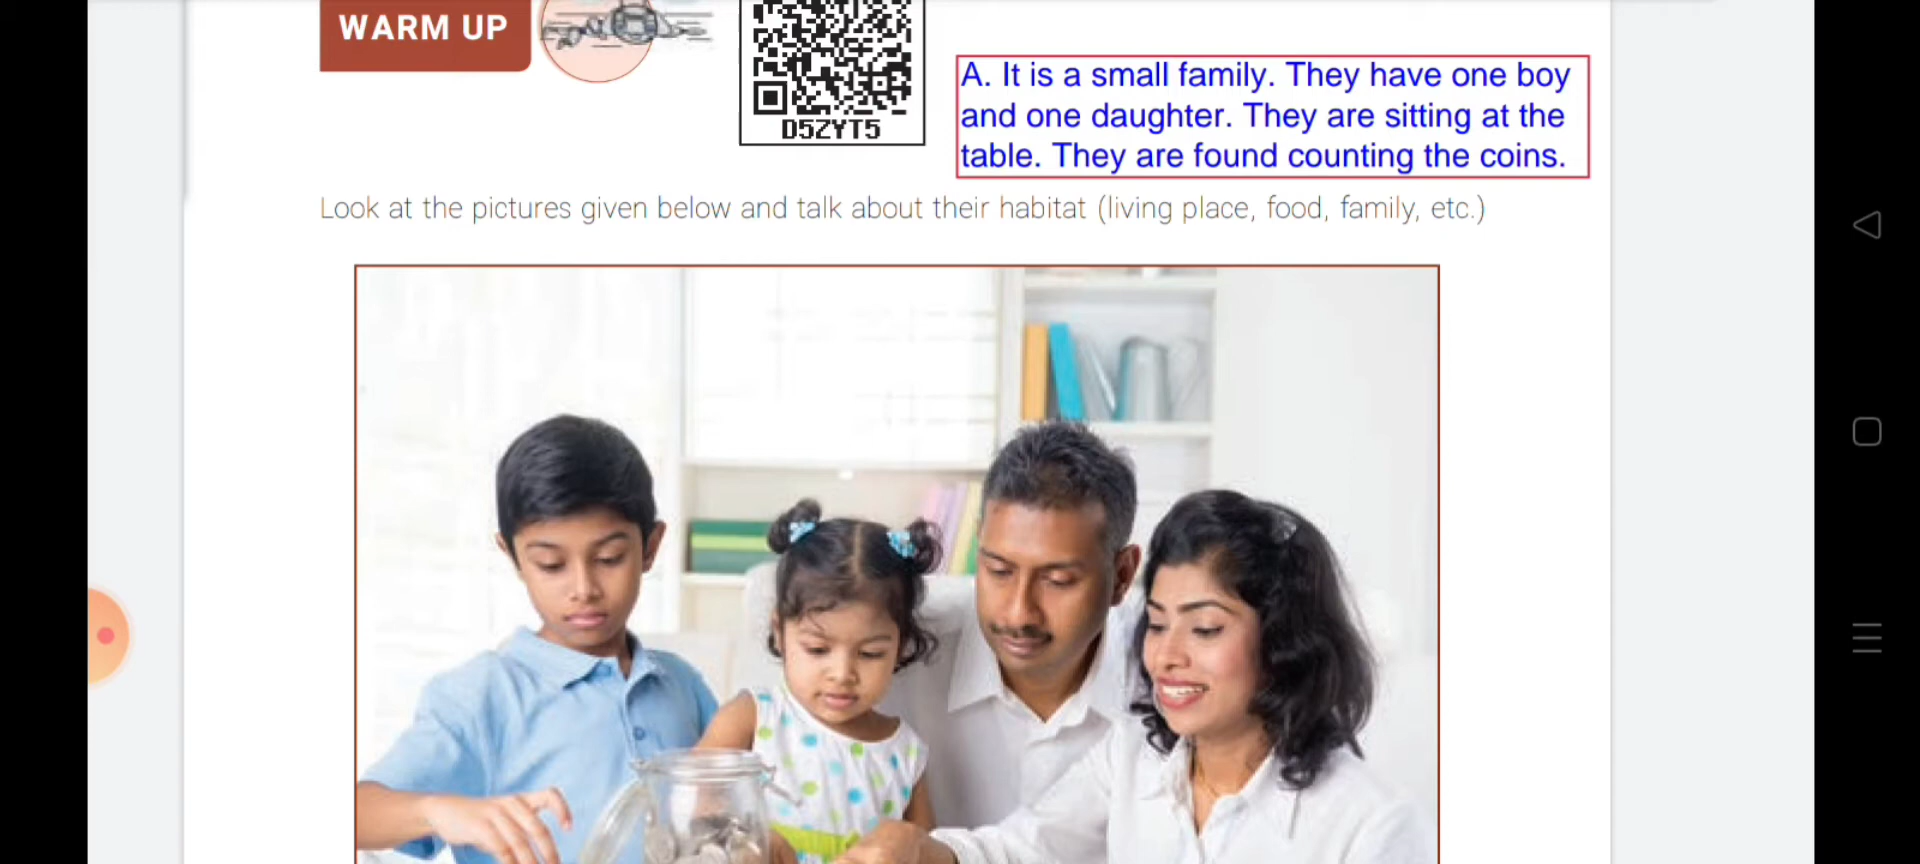 WARM UP
D5ZYT5
A. It is a small family. They have one boy
and one daughter. They are sitting at the
table. They are found counting the coins.
Look at the pictures given below and talk about their habitat (living place, food, family, etc.)